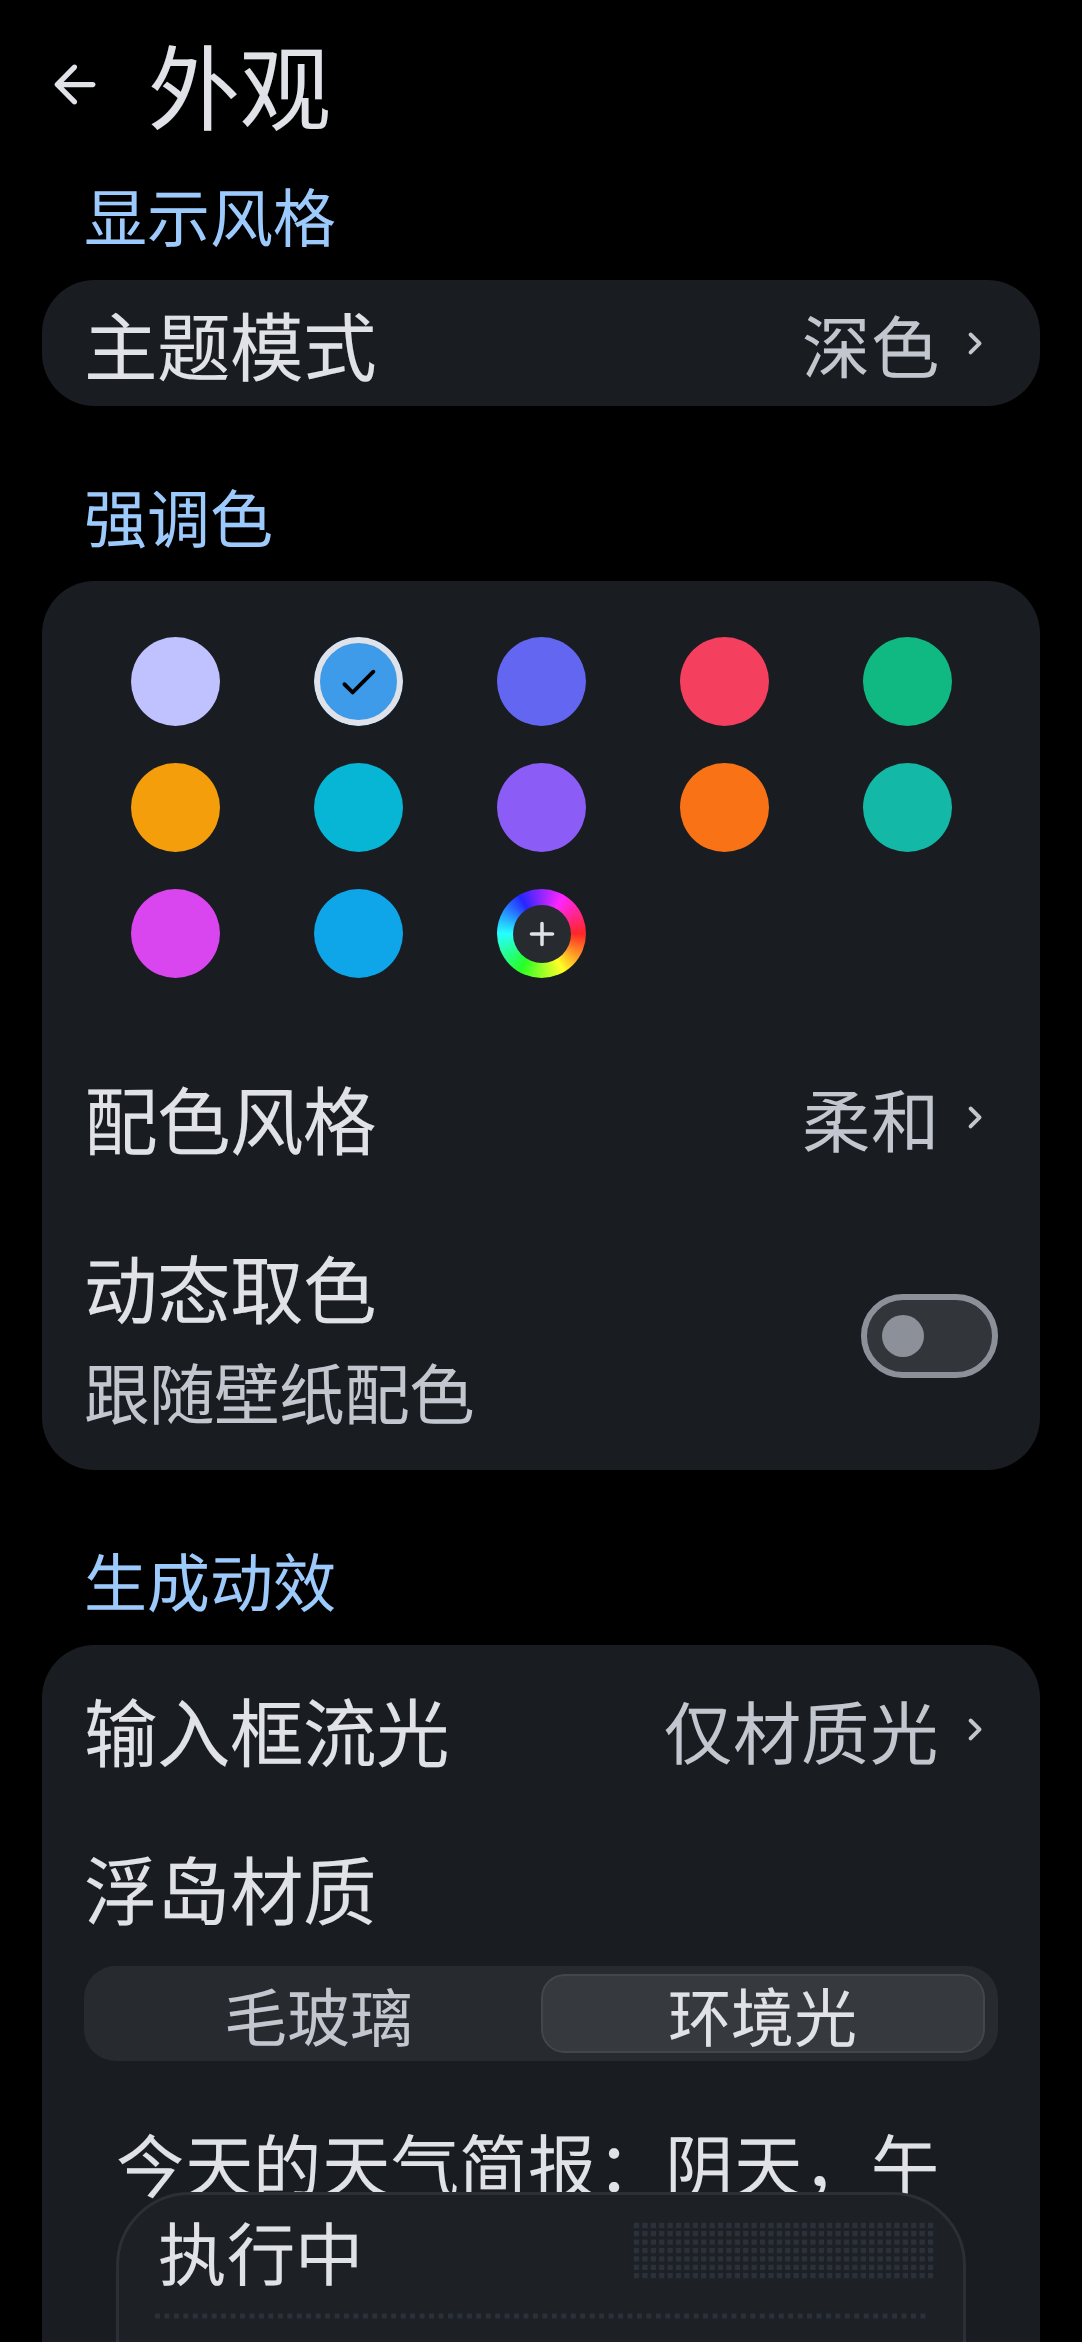 外观
显示风格
主题模式 深色
强调色
配色风格 柔和
动态取色
跟随壁纸配色
生成动效
输入框流光 仅材质光
浮岛材质
毛玻璃 环境光
今天的天气简报：阴天，午
执行中